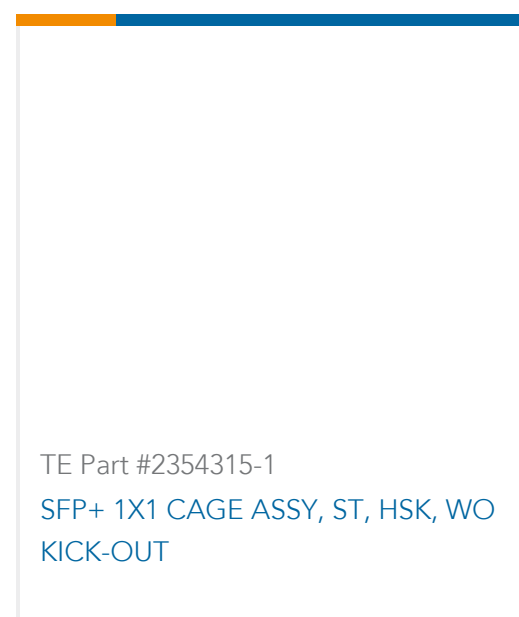 TE Part #2354315-1
SFP+ 1X1 CAGE ASSY, ST, HSK, WO
KICK-OUT